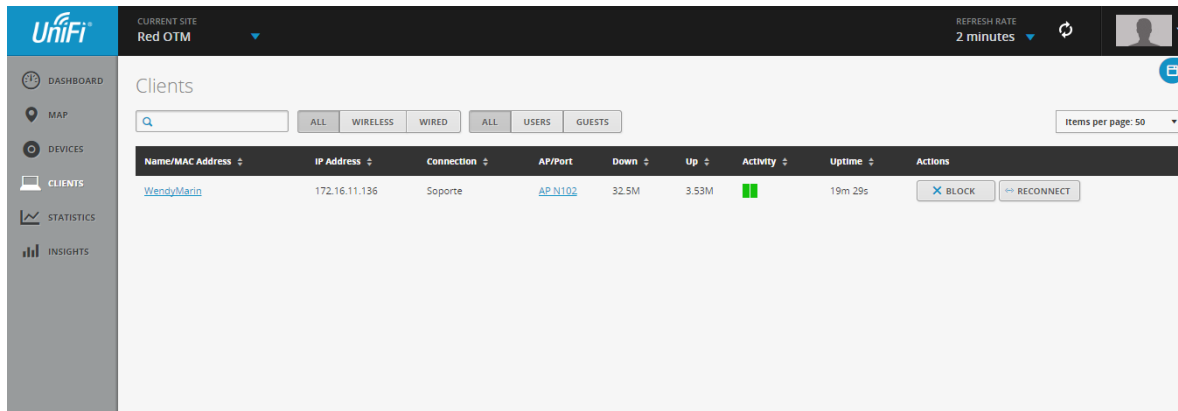 UniFi
CURRENT SITE
Red OTM
REFRESH RATE
2 minutes
DASHBOARD
MAP
DEVICES
CLIENTS
STATISTICS
INSIGHTS
Clients
ALL WIRELESS WIRED ALL USERS GUESTS
Items per page: 50
Name/MAC Address IP Address Connection AP/Port Down Up Activity Uptime Actions
WendyMarin 172.16.11.136 Soporte AP N102 32.5M 3.53M 19m 29s BLOCK RECONNECT